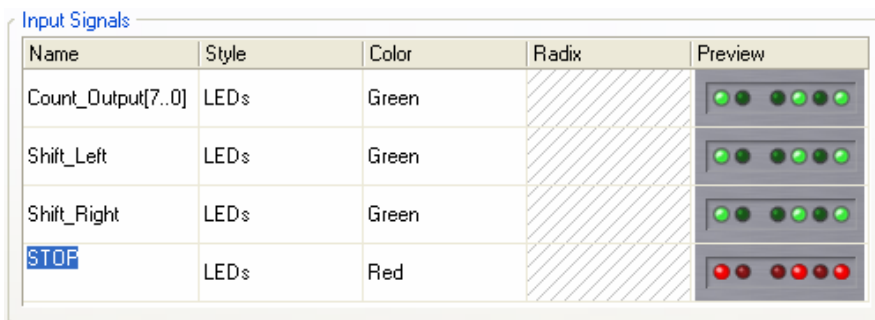 Input Signals
Name Style Color Radix Preview
Count_Output[7..0] LEDs Green
Shift_Left LEDs Green
Shift_Right LEDs Green
STOP LEDs Red